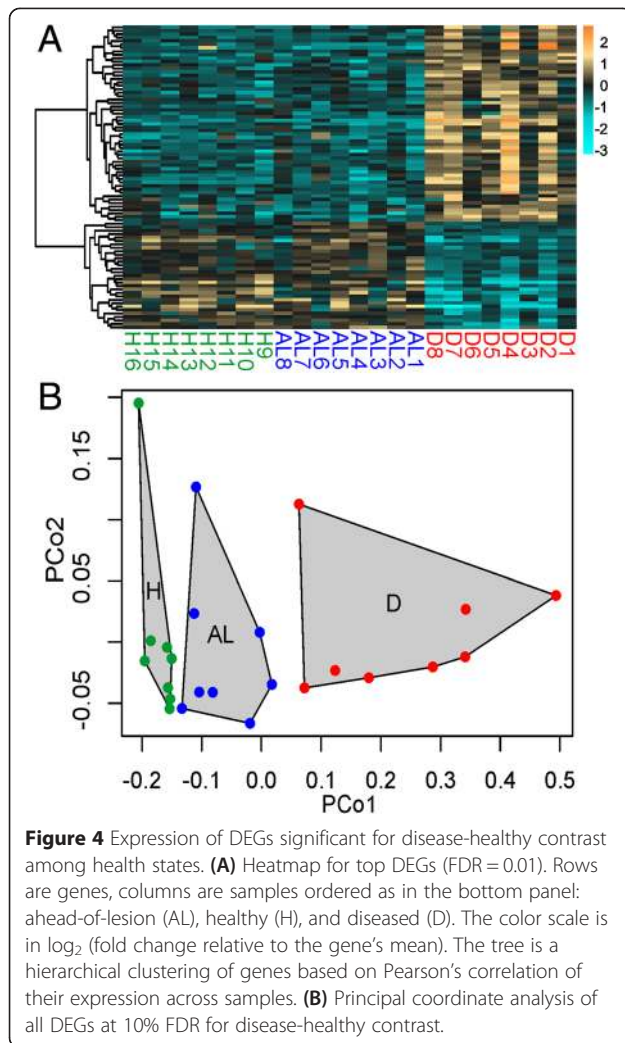 A
2
1
0
-1
-2
-3
H16
H15
H14
H13
H12
H11
H10
H9
AL8
AL7
AL6
AL5
AL4
AL3
AL2
AL1
D8
D7
D6
D5
D4
D3
D2
D1
B
PCo2
0.15
0.05
-0.05
H
AL
D
-0.2 -0.1 0.0 0.1 0.2 0.3 0.4 0.5
PCo1
Figure 4 Expression of DEGs significant for disease-healthy contrast
among health states. (A) Heatmap for top DEGs (FDR = 0.01). Rows
are genes, columns are samples ordered as in the bottom panel:
ahead-of-lesion (AL), healthy (H), and diseased (D). The color scale is
in log₂ (fold change relative to the gene's mean). The tree is a
hierarchical clustering of genes based on Pearson's correlation of
their expression across samples. (B) Principal coordinate analysis of
all DEGs at 10% FDR for disease-healthy contrast.